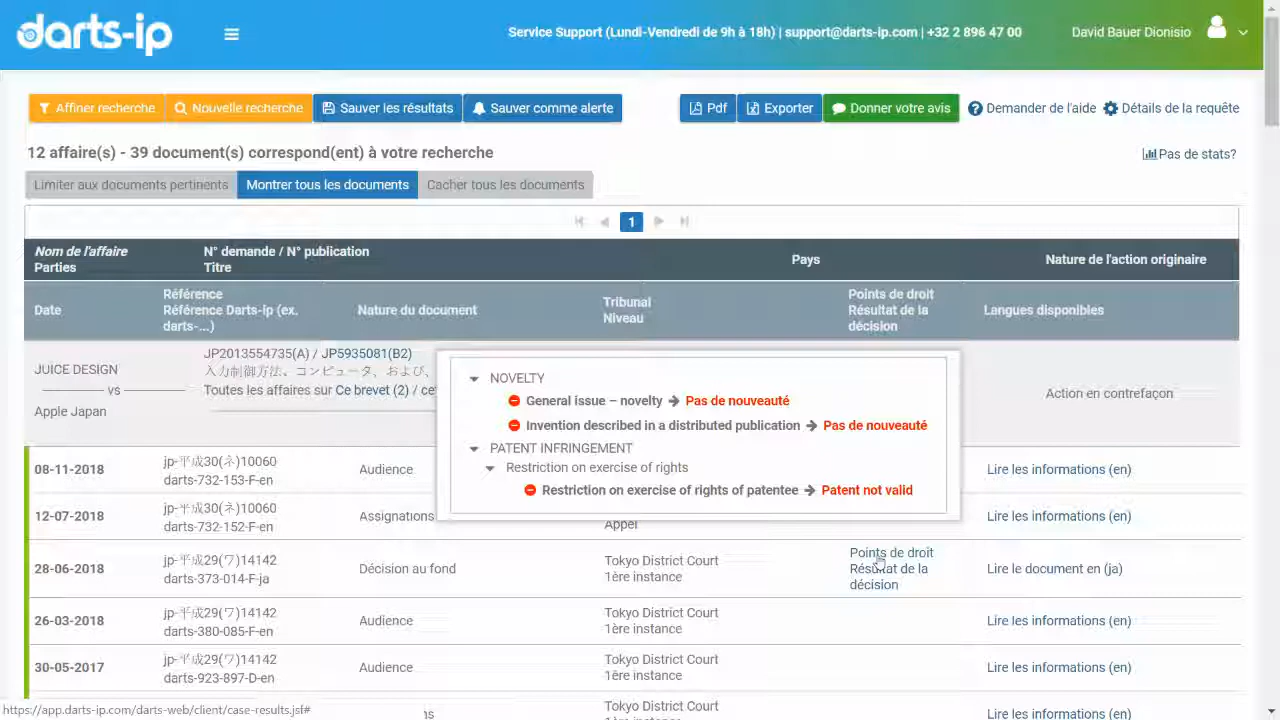 darts-ip
Service Support (Lundi-Vendredi de 9h à 18h) | support@darts-ip.com | +32 2 896 47 00
David Bauer Dionisio
Affiner recherche
Nouvelle recherche
Sauver les résultats
Sauver comme alerte
Pdf
Exporter
Donner votre avis
Demander de l'aide
Détails de la requête
12 affaire(s) - 39 document(s) correspond(ent) à votre recherche
Pas de stats?
Limiter aux documents pertinents
Montrer tous les documents
Cacher tous les documents
1
Nom de l'affaire
Parties
N° demande / N° publication
Titre
Pays
Nature de l'action originaire
Date
Référence
Référence Darts-ip (ex.
darts-...)
Nature du document
Tribunal
Niveau
Points de droit
Résultat de la
décision
Langues disponibles
JUICE DESIGN
vs
Apple Japan
JP2013554735(A) / JP5935081(B2)
入力制御方法、コンピュータ、および、
Toutes les affaires sur Ce brevet (2) / ce
Action en contrefaçon
NOVELTY
General issue – novelty → Pas de nouveauté
Invention described in a distributed publication → Pas de nouveauté
PATENT INFRINGEMENT
Restriction on exercise of rights
Restriction on exercise of rights of patentee → Patent not valid
08-11-2018
jp-平成30(ネ)10060
darts-732-153-F-en
Audience
Lire les informations (en)
12-07-2018
jp-平成30(ネ)10060
darts-732-152-F-en
Assignations
Appel
Lire les informations (en)
28-06-2018
jp-平成29(ワ)14142
darts-373-014-F-ja
Décision au fond
Tokyo District Court
1ère instance
Points de droit
Résultat de la
décision
Lire le document en (ja)
26-03-2018
jp-平成29(ワ)14142
darts-380-085-F-en
Audience
Tokyo District Court
1ère instance
Lire les informations (en)
30-05-2017
jp-平成29(ワ)14142
darts-923-897-D-en
Audience
Tokyo District Court
1ère instance
Lire les informations (en)
https://app.darts-ip.com/darts-web/client/case-results.jsf#
ns
Tokyo District Court
Lire les informations (en)